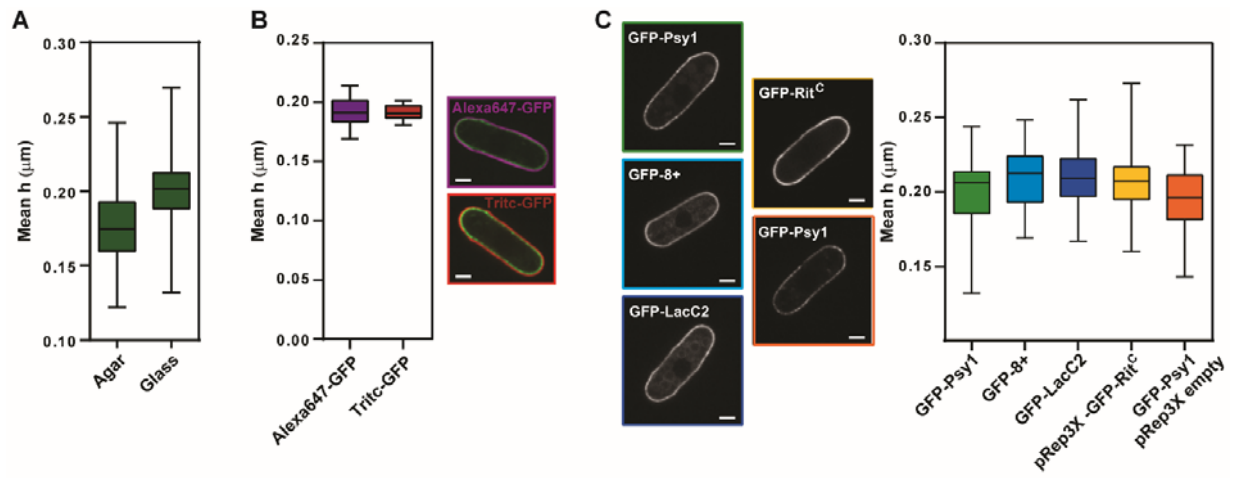 A
Mean h (μm)
0.30
0.25
0.20
0.15
0.10
Agar
Glass
B
Mean h (μm)
0.25
0.20
0.15
0.10
0.05
0.00
Alexa647-GFP
Tritc-GFP
Alexa647-GFP
Tritc-GFP
C
GFP-Psy1
GFP-8+
GFP-LacC2
GFP-Ritᶜ
GFP-Psy1
Mean h (μm)
0.30
0.25
0.20
0.15
GFP-Psy1
GFP-8+
GFP-LacC2
pRep3X -GFP-Ritᶜ
GFP-Psy1
pRep3X empty